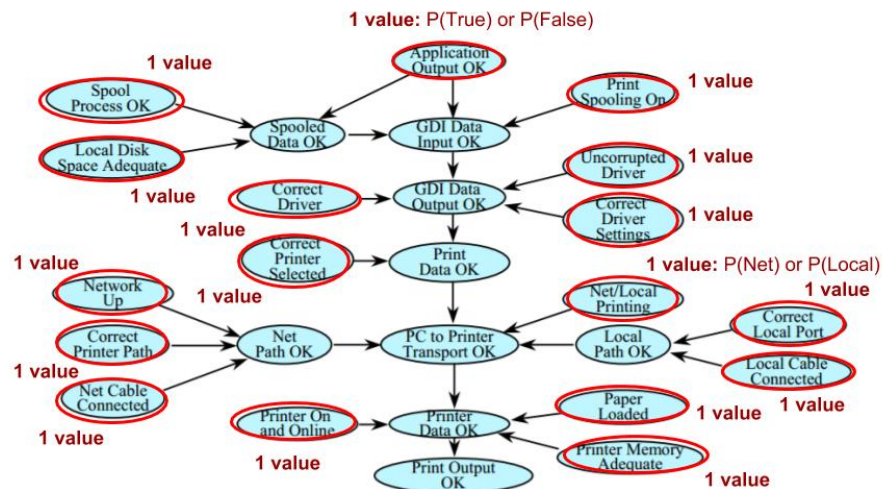 1 value: P(True) or P(False)
Application
Output OK
1 value
Spool
Process OK
Print
Spooling On
1 value
Spooled
Data OK
GDI Data
Input OK
Local Disk
Space Adequate
1 value
Uncorrupted
Driver
1 value
Correct
Driver
GDI Data
Output OK
1 value
Correct
Driver
Settings
1 value
Correct
Printer
Selected
Print
Data OK
1 value: P(Net) or P(Local)
1 value
Network
Up
1 value
Net/Local
Printing
1 value
Correct
Local Port
Correct
Printer Path
Net
Path OK
PC to Printer
Transport OK
Local
Path OK
1 value
Net Cable
Connected
Local Cable
Connected
1 value
1 value
Printer On
and Online
Printer
Data OK
Paper
Loaded
1 value
1 value
Print Output
OK
Printer Memory
Adequate
1 value